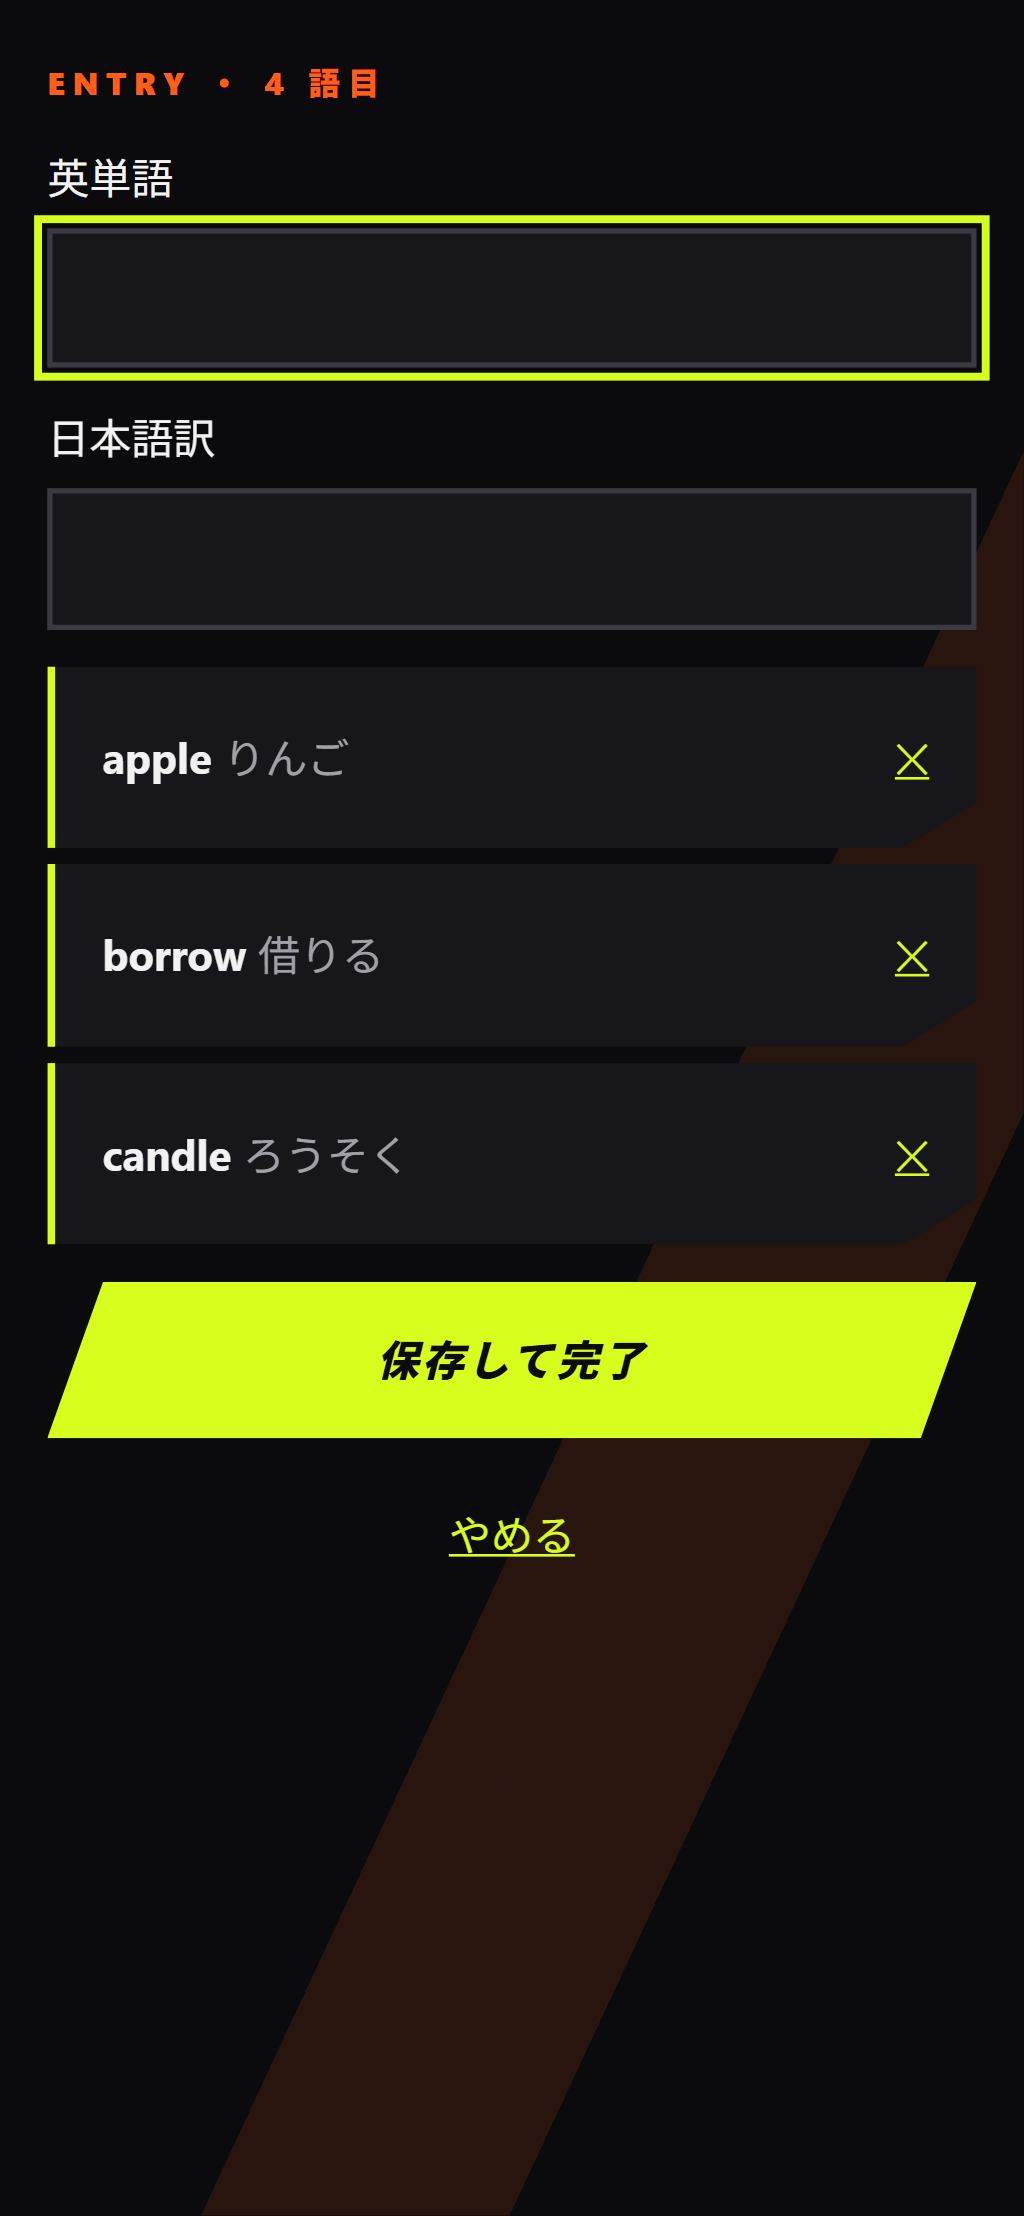 ENTRY ・ 4 語目
英単語
日本語訳
apple りんご ×
borrow 借りる ×
candle ろうそく ×
保存して完了
やめる